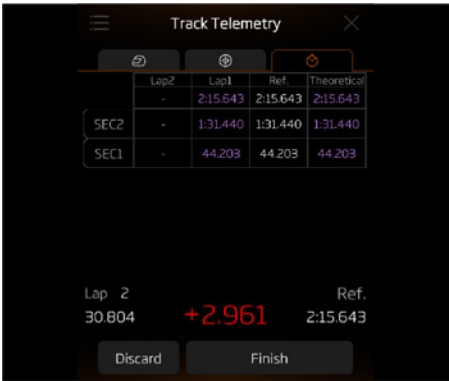 Track Telemetry
Lap2 Lap1 Ref. Theoretical
- 2:15.643 2:15.643 2:15.643
SEC2 - 1:31.440 1:31.440 1:31.440
SEC1 - 44.203 44.203 44.203
Lap 2 Ref.
30.804 +2.961 2:15.643
Discard Finish